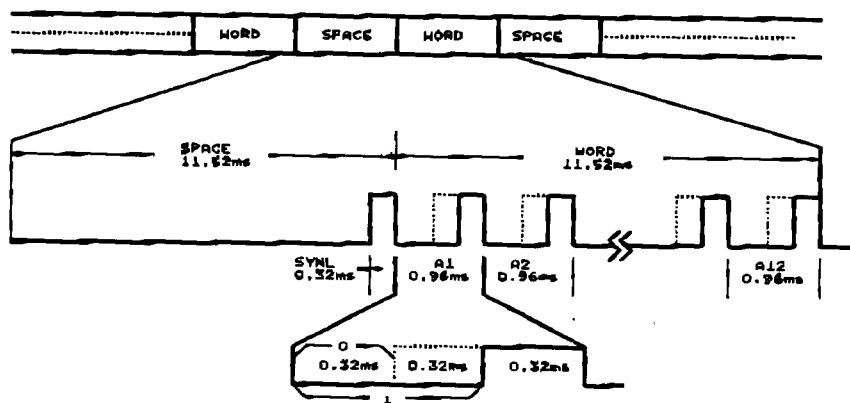 WORD SPACE WORD SPACE
SPACE
11.52ms
WORD
11.52ms
SYNL
0.32ms
A1
0.96ms
A2
0.96ms
A12
0.96ms
0
0.32ms 0.32ms 0.32ms
1